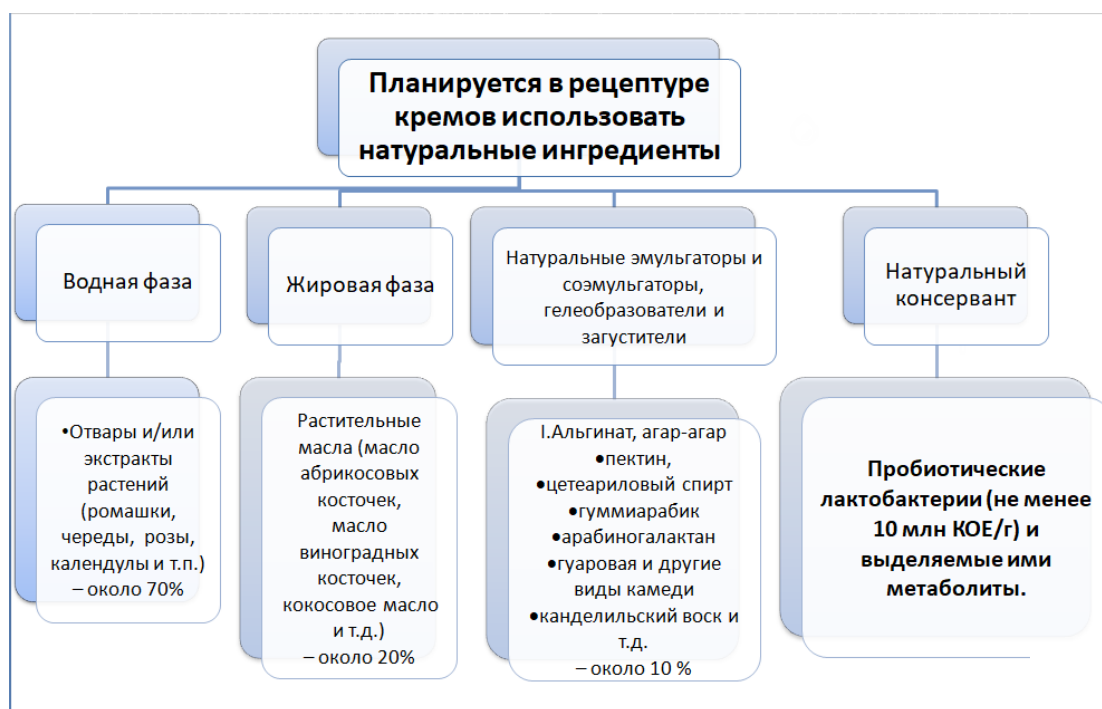 Планируется в рецептуре
кремов использовать
натуральные ингредиенты
Водная фаза
Жировая фаза
Натуральные эмульгаторы и
соэмульгаторы,
гелеобразователи и
загустители
Натуральный
консервант
•Отвары и/или
экстракты
растений
(ромашки,
череды, розы,
календулы и т.п.)
– около 70%
Растительные
масла (масло
абрикосовых
косточек,
масло
виноградных
косточек,
кокосовое масло
и т.д.)
– около 20%
I.Альгинат, агар-агар
•пектин,
•цетеариловый спирт
•гуммиарабик
•арабиногалактан
•гуаровая и другие
виды камеди
•канделильский воск и
т.д.
– около 10 %
Пробиотические
лактобактерии (не менее
10 млн КОЕ/г) и
выделяемые ими
метаболиты.